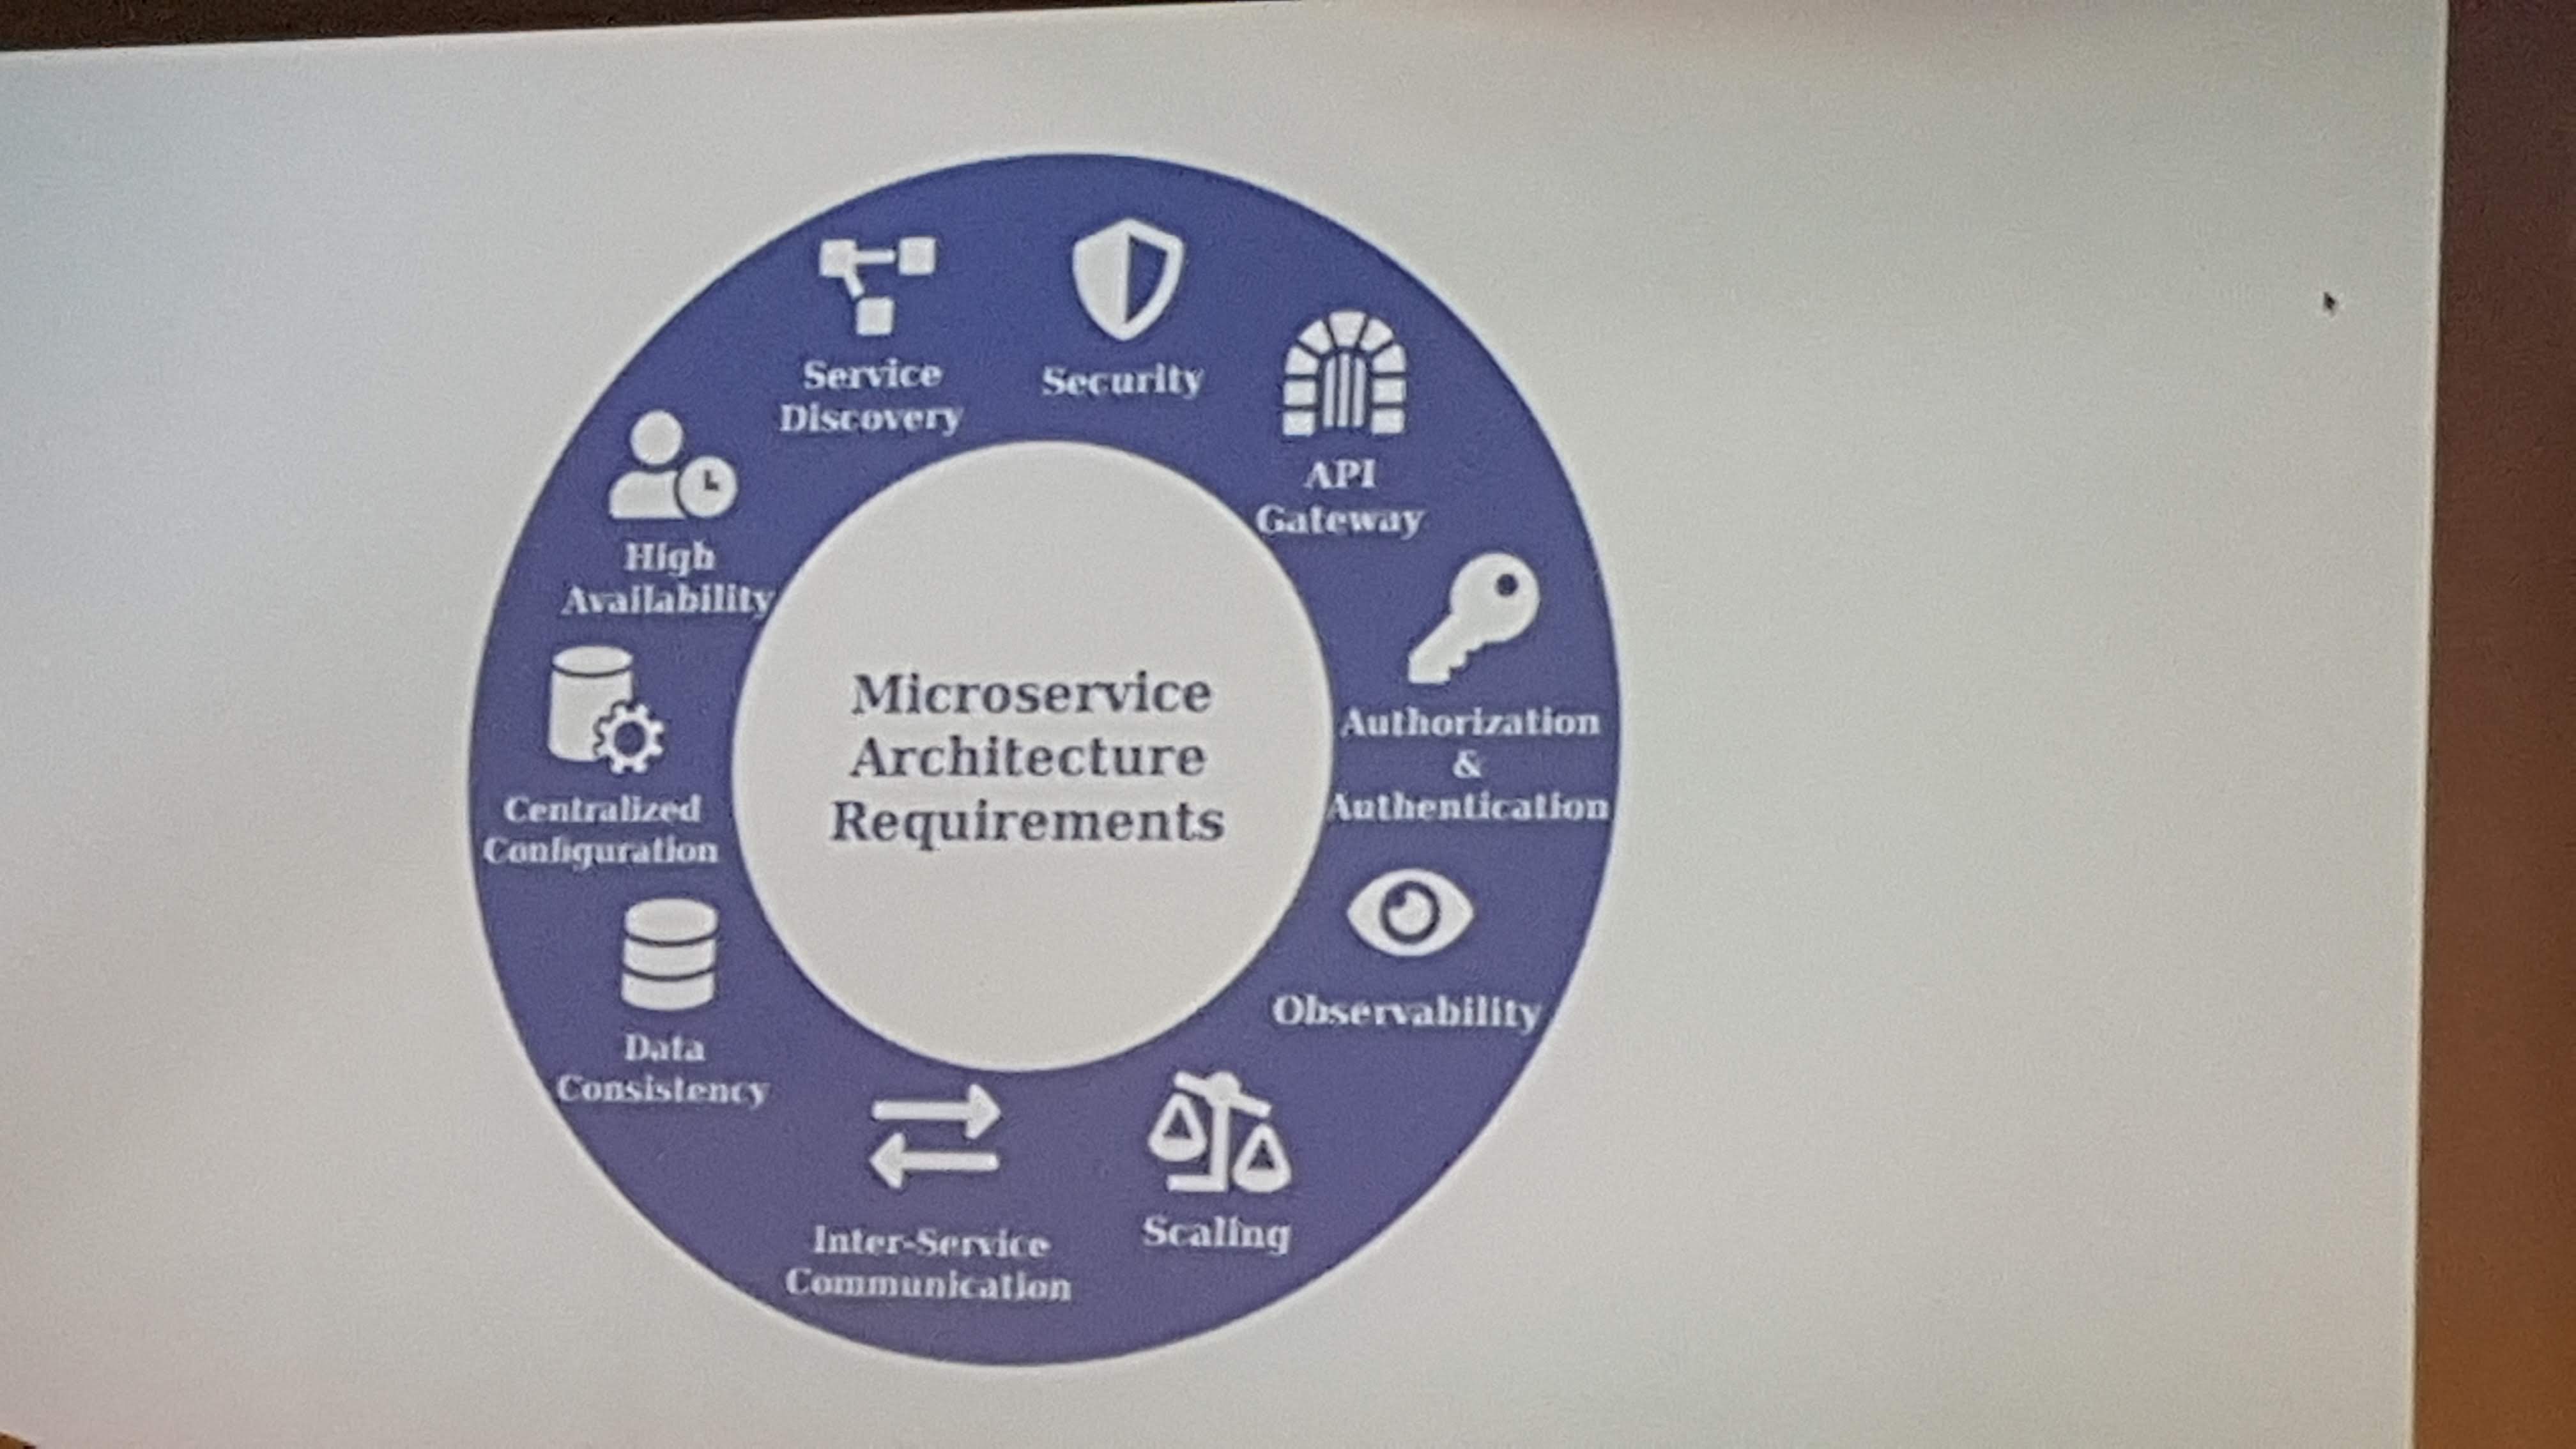 Service
Discovery
Security
API
Gateway
High
Availability
Authorization
&
Authentication
Microservice
Architecture
Requirements
Centralized
Configuration
Observability
Data
Consistency
Scaling
Inter-Service
Communication